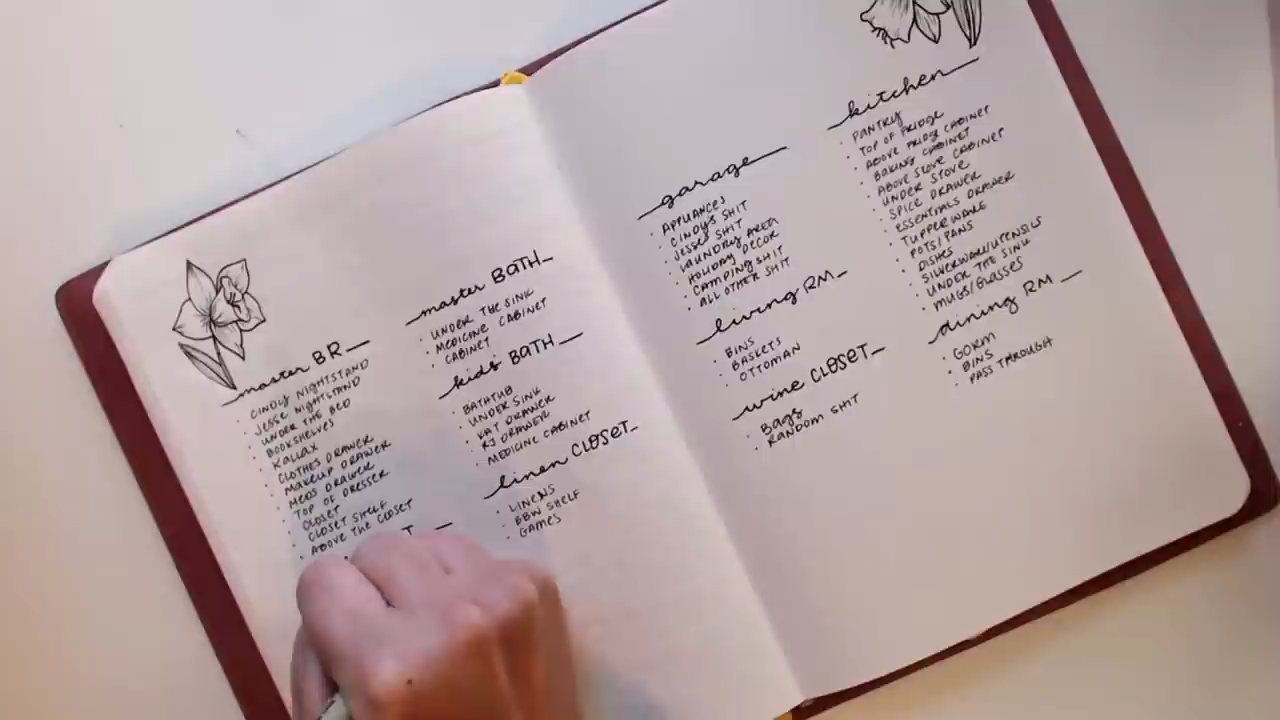 master BR
CINDY NIGHTSTAND
JESSE NIGHTSTAND
UNDER THE BED
BOOKSHELVES
KALLAX
CLOTHES DRAWER
MAKEUP DRAWER
MEDS DRAWER
TOP OF DRESSER
CLOSET
CLOSET SHELF
ABOVE THE CLOSET
T
master BATH
UNDER THE SINK
MEDICINE CABINET
CABINET
kids BATH
BATHTUB
UNDER SINK
KAT DRAWER
RJ DRAWER
MEDICINE CABINET
linen CLOSET
LINENS
BBW SHELF
GAMES
garage
APPLIANCES
CINDY'S SHIT
JESSE SHIT
LAUNDRY AREA
HOLIDAY DECOR
CAMPING SHIT
ALL OTHER SHIT
living RM
BINS
BASKETS
OTTOMAN
wine CLOSET
BAGS
RANDOM SHIT
kitchen
PANTRY
TOP OF FRIDGE
ABOVE FRIDGE CABINET
BAKING CABINET
ABOVE STOVE CABINET
UNDER STOVE
SPICE DRAWER
ESSENTIALS DRAWER
TUPPERWARE
POTS/PANS
DISHES
SILVERWARE/UTENSILS
UNDER THE SINK
MUGS/GLASSES
dining RM
GORM
BINS
PASS THROUGH